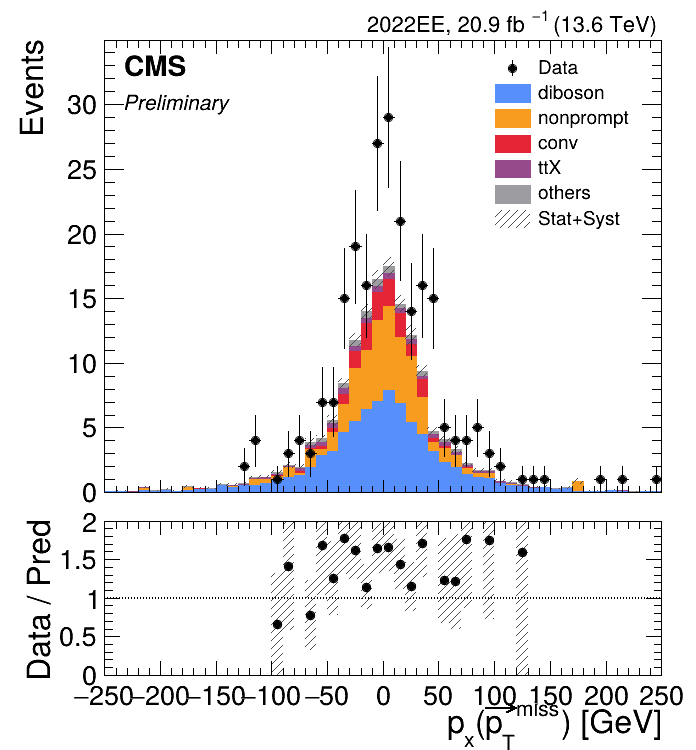 2022EE, 20.9 fb⁻¹ (13.6 TeV)
Events
CMS
Preliminary
Data
diboson
nonprompt
conv
ttX
others
Stat+Syst
30
25
20
15
10
5
0
Data / Pred
2
1.5
1
0.5
0
−250 −200 −150 −100 −50 0 50 100 150 200 250
pₓ(p⃗_T^miss) [GeV]